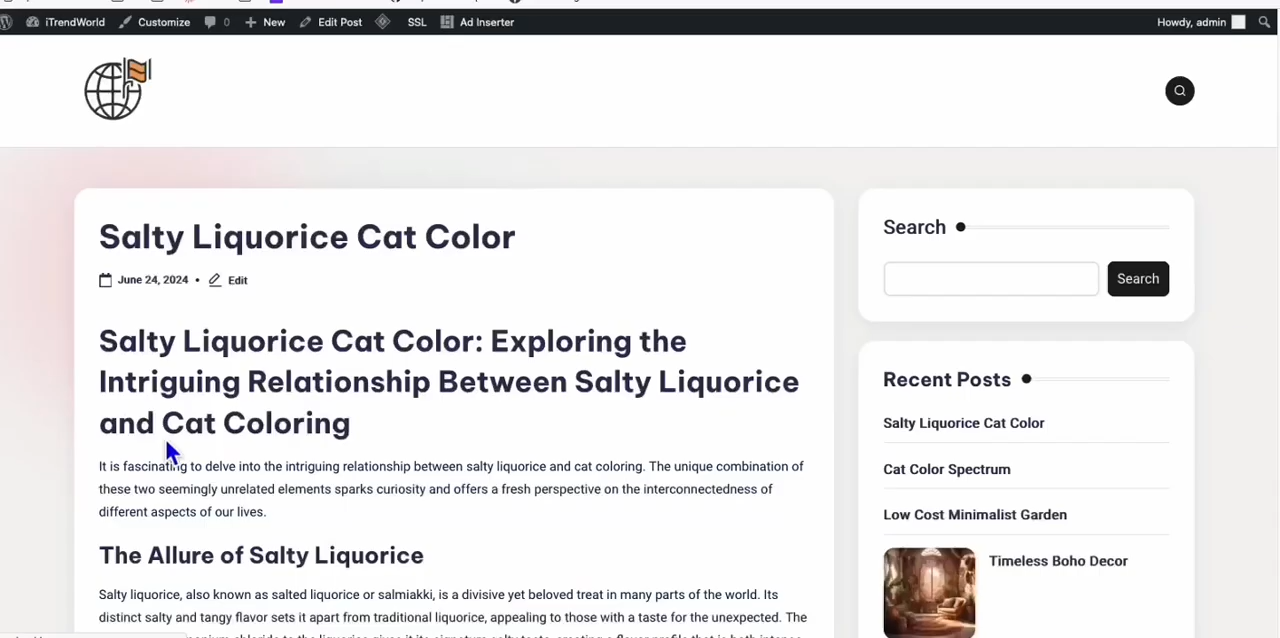 iTrendWorld Customize 0 New Edit Post SSL Ad Inserter Howdy, admin
Salty Liquorice Cat Color
June 24, 2024 • Edit
Salty Liquorice Cat Color: Exploring the
Intriguing Relationship Between Salty Liquorice
and Cat Coloring
It is fascinating to delve into the intriguing relationship between salty liquorice and cat coloring. The unique combination of
these two seemingly unrelated elements sparks curiosity and offers a fresh perspective on the interconnectedness of
different aspects of our lives.
The Allure of Salty Liquorice
Salty liquorice, also known as salted liquorice or salmiakki, is a divisive yet beloved treat in many parts of the world. Its
distinct salty and tangy flavor sets it apart from traditional liquorice, appealing to those with a taste for the unexpected. The
Search
Search
Recent Posts
Salty Liquorice Cat Color
Cat Color Spectrum
Low Cost Minimalist Garden
Timeless Boho Decor